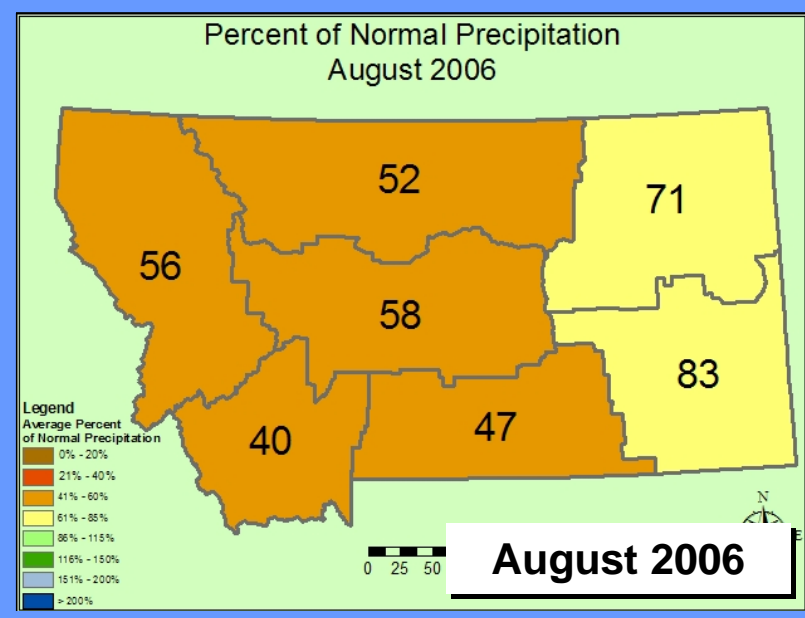 Percent of Normal Precipitation
August 2006
52
71
56
58
83
47
40
Legend
Average Percent
of Normal Precipitation
0% - 20%
21% - 40%
41% - 60%
61% - 85%
86% - 115%
116% - 150%
151% - 200%
> 200%
N
E
0 25 50
August 2006